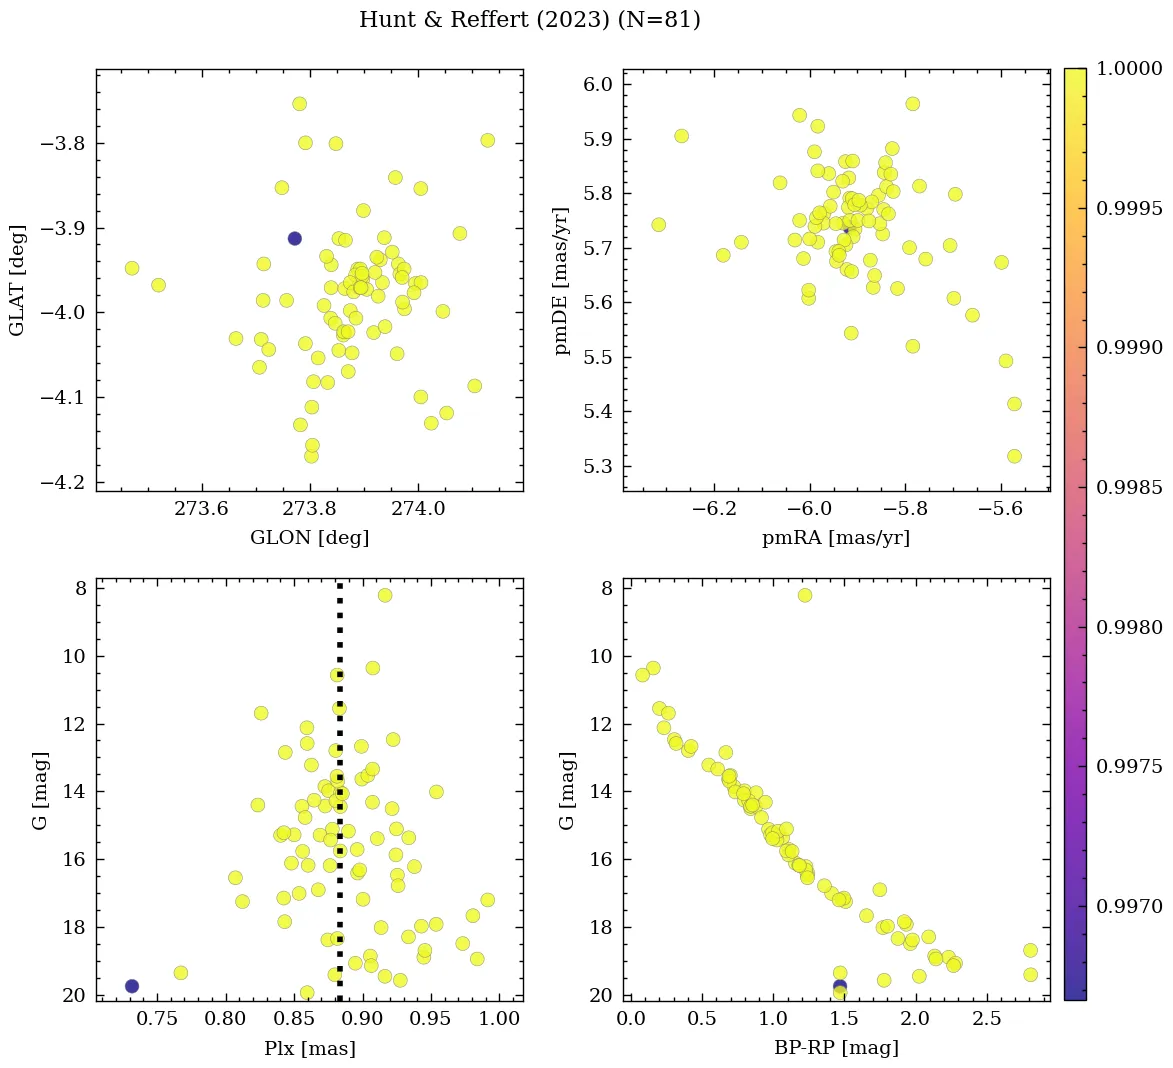 Hunt & Reffert (2023) (N=81)
−3.8
−3.9
−4.0
−4.1
−4.2
GLAT [deg]
273.6 273.8 274.0
GLON [deg]
6.0
5.9
5.8
5.7
5.6
5.5
5.4
5.3
pmDE [mas/yr]
−6.2 −6.0 −5.8 −5.6
pmRA [mas/yr]
8
10
12
14
16
18
20
G [mag]
0.75 0.80 0.85 0.90 0.95 1.00
Plx [mas]
8
10
12
14
16
18
20
G [mag]
0.0 0.5 1.0 1.5 2.0 2.5
BP-RP [mag]
1.0000
0.9995
0.9990
0.9985
0.9980
0.9975
0.9970